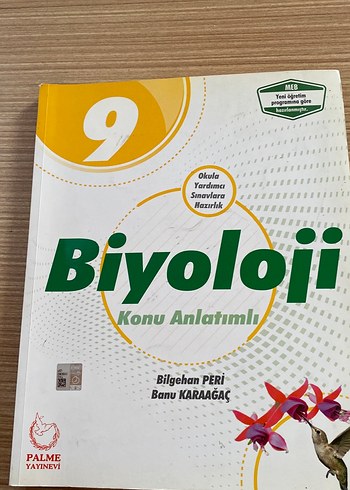 9
MEB
Yeni öğretim
programına göre
hazırlanmıştır.
Okula
Yardımcı
Sınavlara
Hazırlık
Biyoloji
Konu Anlatımlı
Bilgehan PERİ
Banu KARAAĞAÇ
PALME
YAYINEVİ